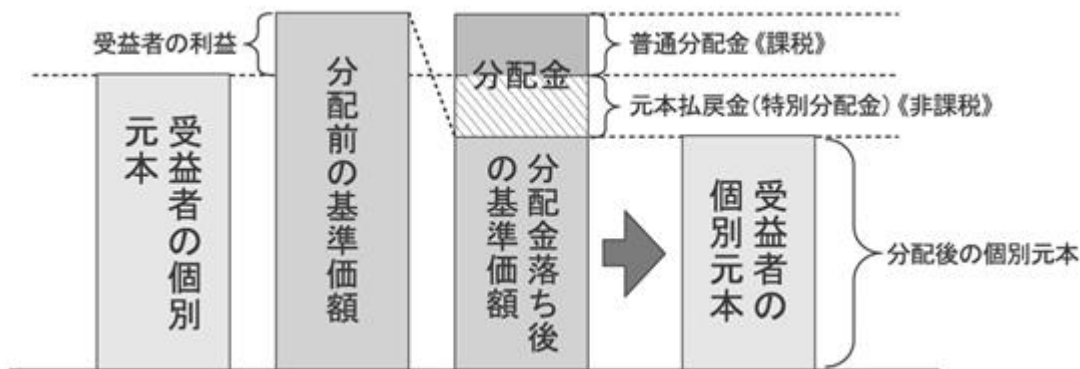 受益者の利益
受益者の個別
元本
分配前の基準価額
分配金
分配金落ち後
の基準価額
普通分配金《課税》
元本払戻金(特別分配金)《非課税》
受益者の
個別元本
分配後の個別元本